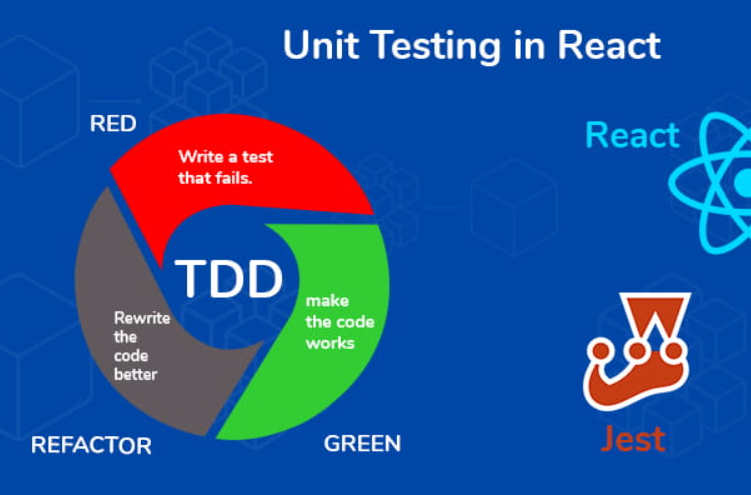 Unit Testing in React
RED
Write a test
that fails.
React
TDD
make
the code
works
Rewrite
the
code
better
REFACTOR
GREEN
Jest